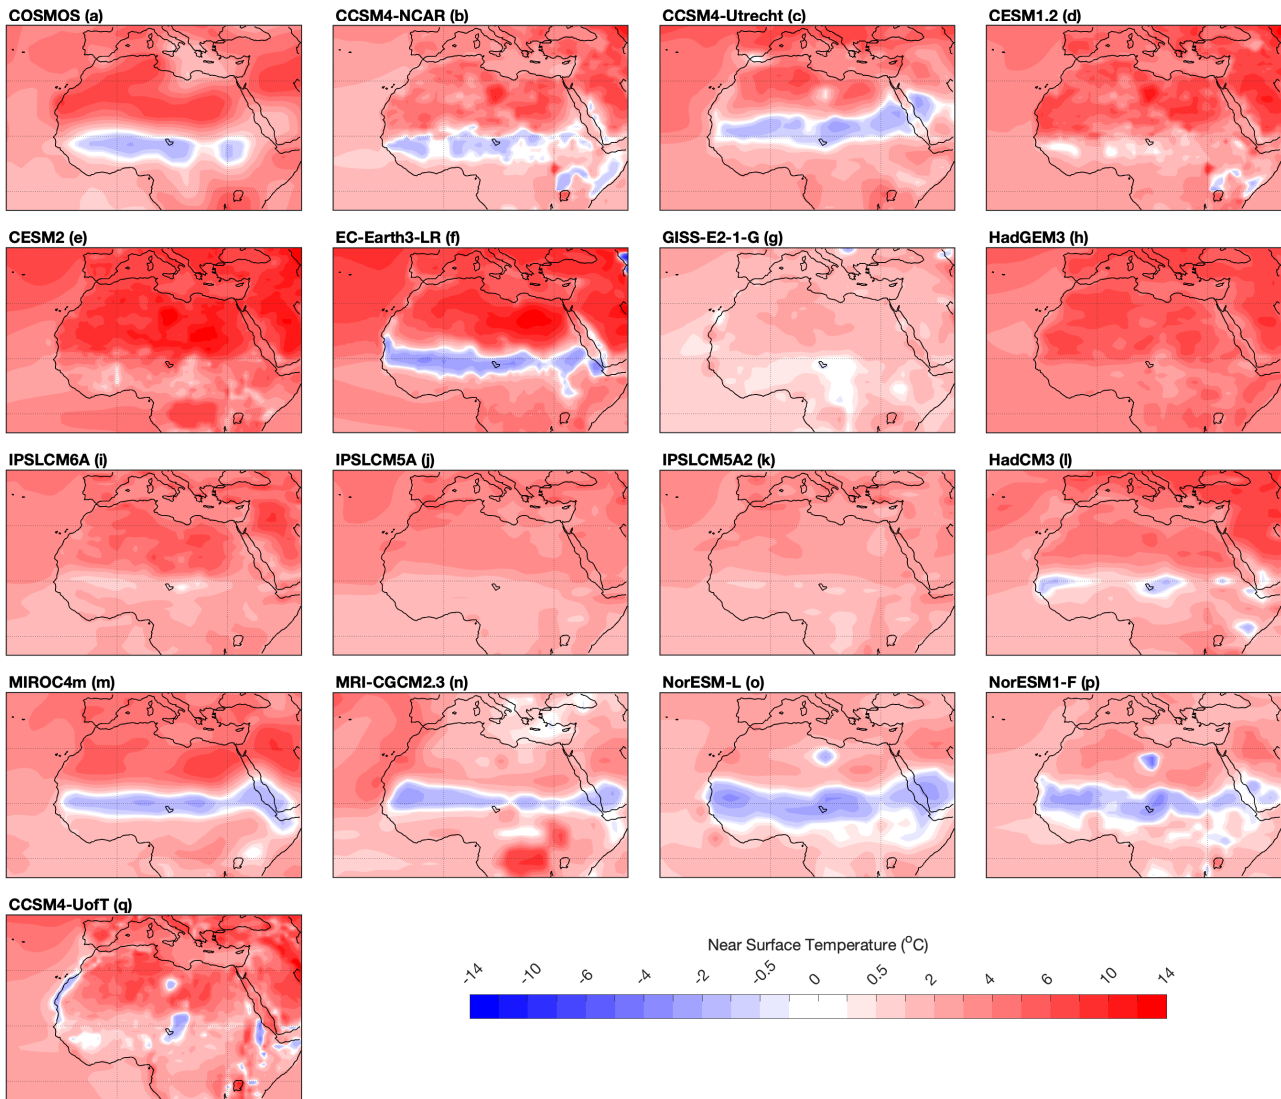 COSMOS (a) CCSM4-NCAR (b) CCSM4-Utrecht (c) CESM1.2 (d)
CESM2 (e) EC-Earth3-LR (f) GISS-E2-1-G (g) HadGEM3 (h)
IPSLCM6A (i) IPSLCM5A (j) IPSLCM5A2 (k) HadCM3 (l)
MIROC4m (m) MRI-CGCM2.3 (n) NorESM-L (o) NorESM1-F (p)
CCSM4-UofT (q)
Near Surface Temperature (°C)
-14 -10 -6 -4 -2 -0.5 0 0.5 2 4 6 10 14